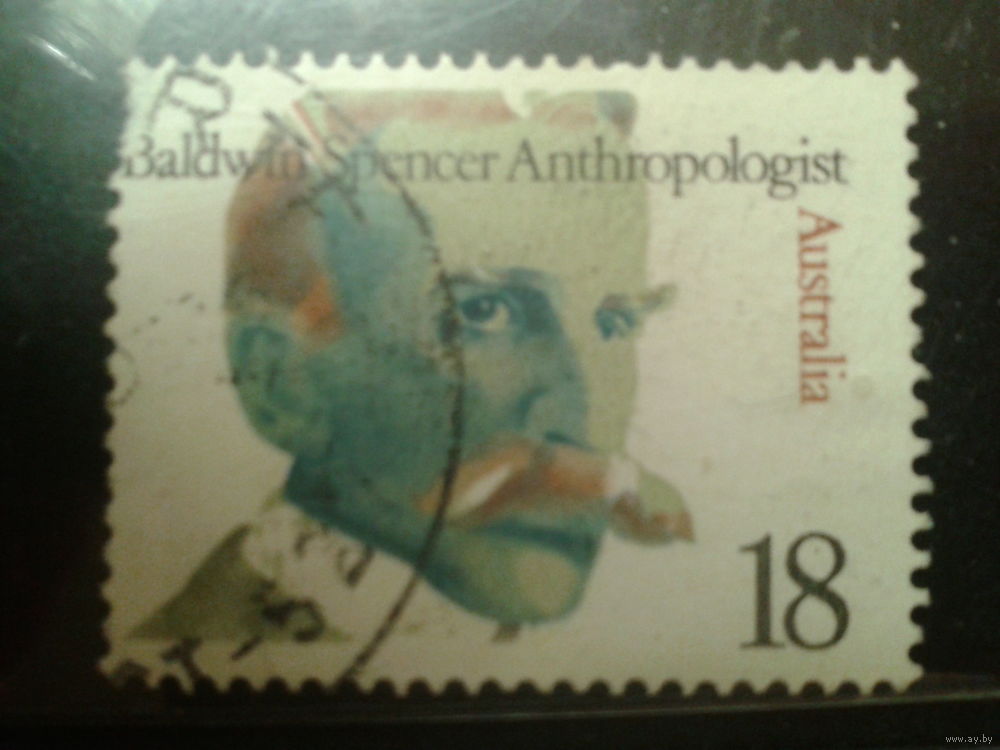 Baldwin Spencer Anthropologist
Australia
18
www.ay.by